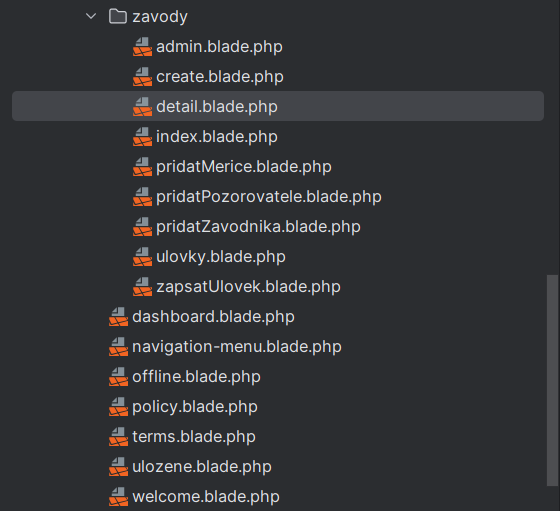 zavody
admin.blade.php
create.blade.php
detail.blade.php
index.blade.php
pridatMerice.blade.php
pridatPozorovatele.blade.php
pridatZavodnika.blade.php
ulovky.blade.php
zapsatUlovek.blade.php
dashboard.blade.php
navigation-menu.blade.php
offline.blade.php
policy.blade.php
terms.blade.php
ulozene.blade.php
welcome.blade.php